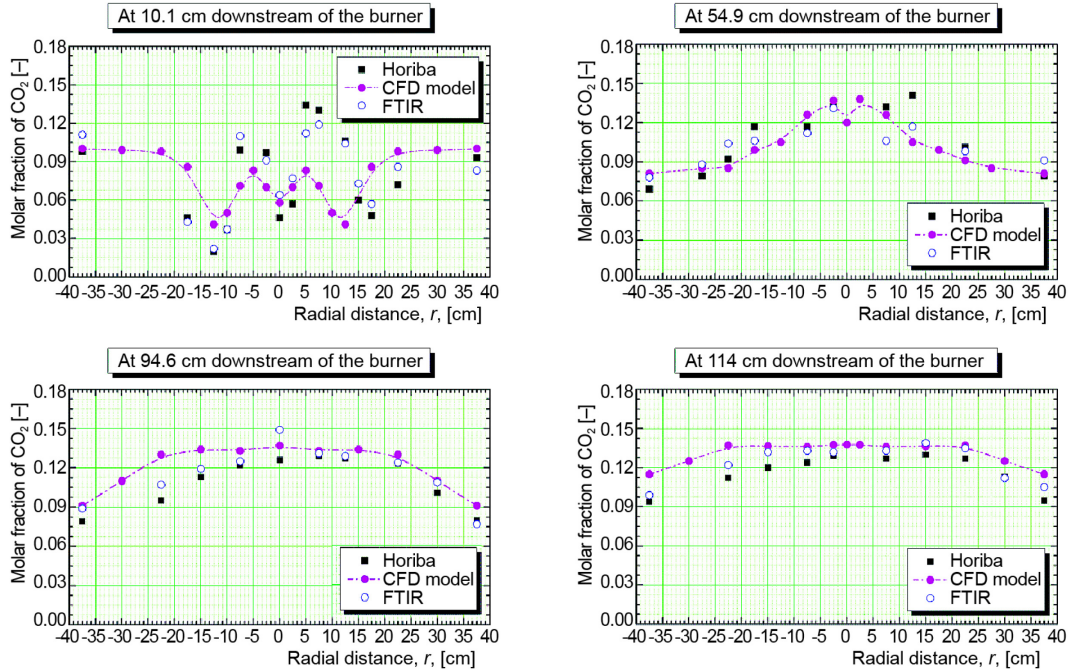 At 10.1 cm downstream of the burner
Molar fraction of CO₂ [–]
0.18
0.15
0.12
0.09
0.06
0.03
0.00
Horiba
CFD model
FTIR
-40 -35 -30 -25 -20 -15 -10 -5 0 5 10 15 20 25 30 35 40
Radial distance, r, [cm]
At 54.9 cm downstream of the burner
Molar fraction of CO₂ [–]
0.18
0.15
0.12
0.09
0.06
0.03
0.00
Horiba
CFD model
FTIR
-40 -35 -30 -25 -20 -15 -10 -5 0 5 10 15 20 25 30 35 40
Radial distance, r, [cm]
At 94.6 cm downstream of the burner
Molar fraction of CO₂ [–]
0.18
0.15
0.12
0.09
0.06
0.03
0.00
Horiba
CFD model
FTIR
-40 -35 -30 -25 -20 -15 -10 -5 0 5 10 15 20 25 30 35 40
Radial distance, r, [cm]
At 114 cm downstream of the burner
Molar fraction of CO₂ [–]
0.18
0.15
0.12
0.09
0.06
0.03
0.00
Horiba
CFD model
FTIR
-40 -35 -30 -25 -20 -15 -10 -5 0 5 10 15 20 25 30 35 40
Radial distance, r, [cm]